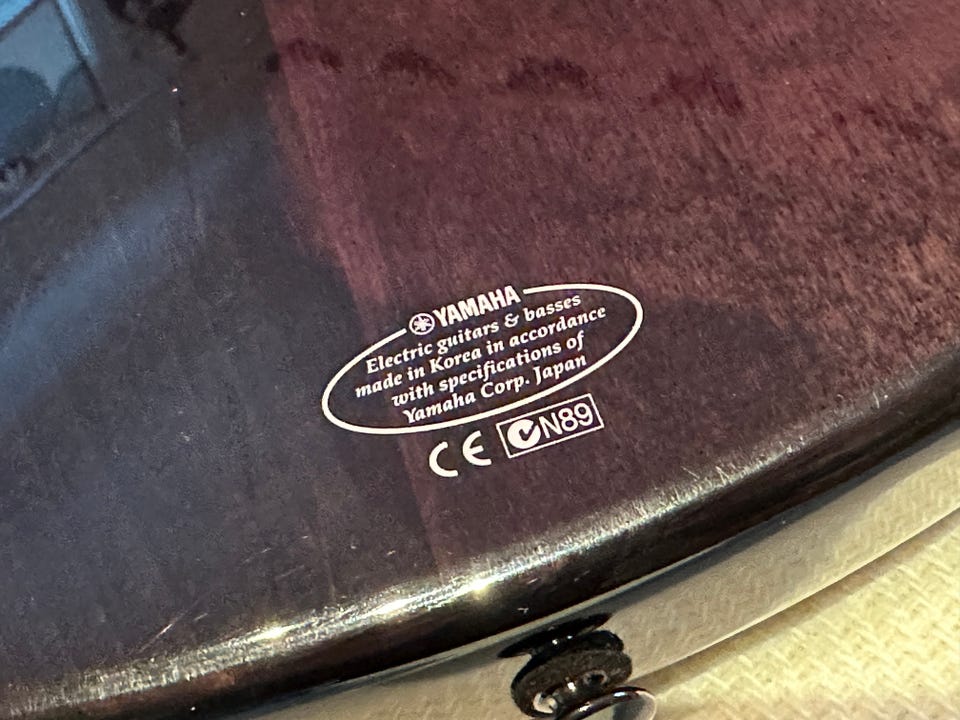 YAMAHA
Electric guitars & basses
made in Korea in accordance
with specifications of
Yamaha Corp. Japan
CE N89